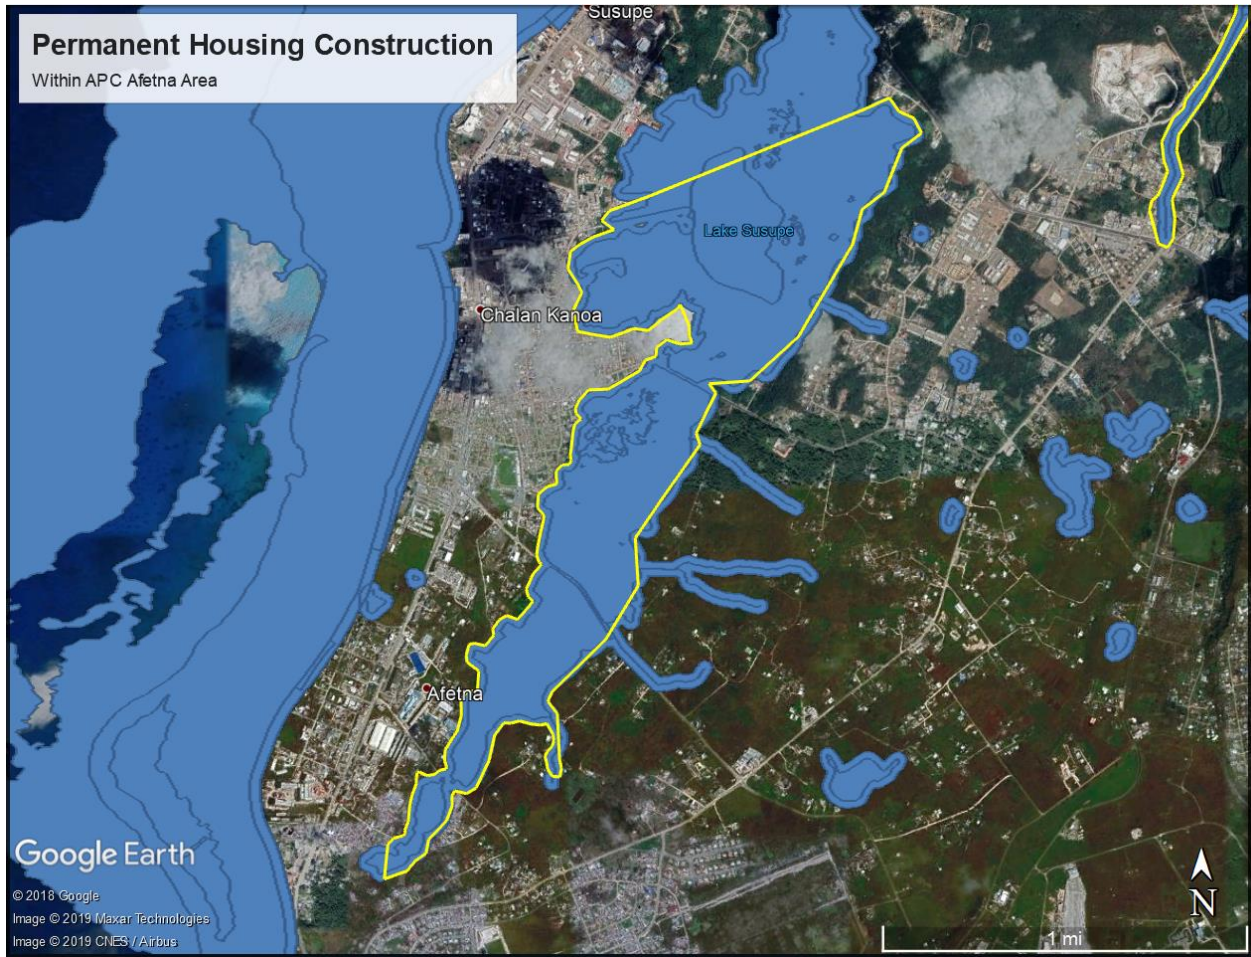 Susupe
Permanent Housing Construction
Within APC Afetna Area
Lake Susupe
Chalan Kanoa
Afetna
Google Earth
© 2018 Google
Image © 2019 Maxar Technologies
Image © 2019 CNES / Airbus
N
1 mi